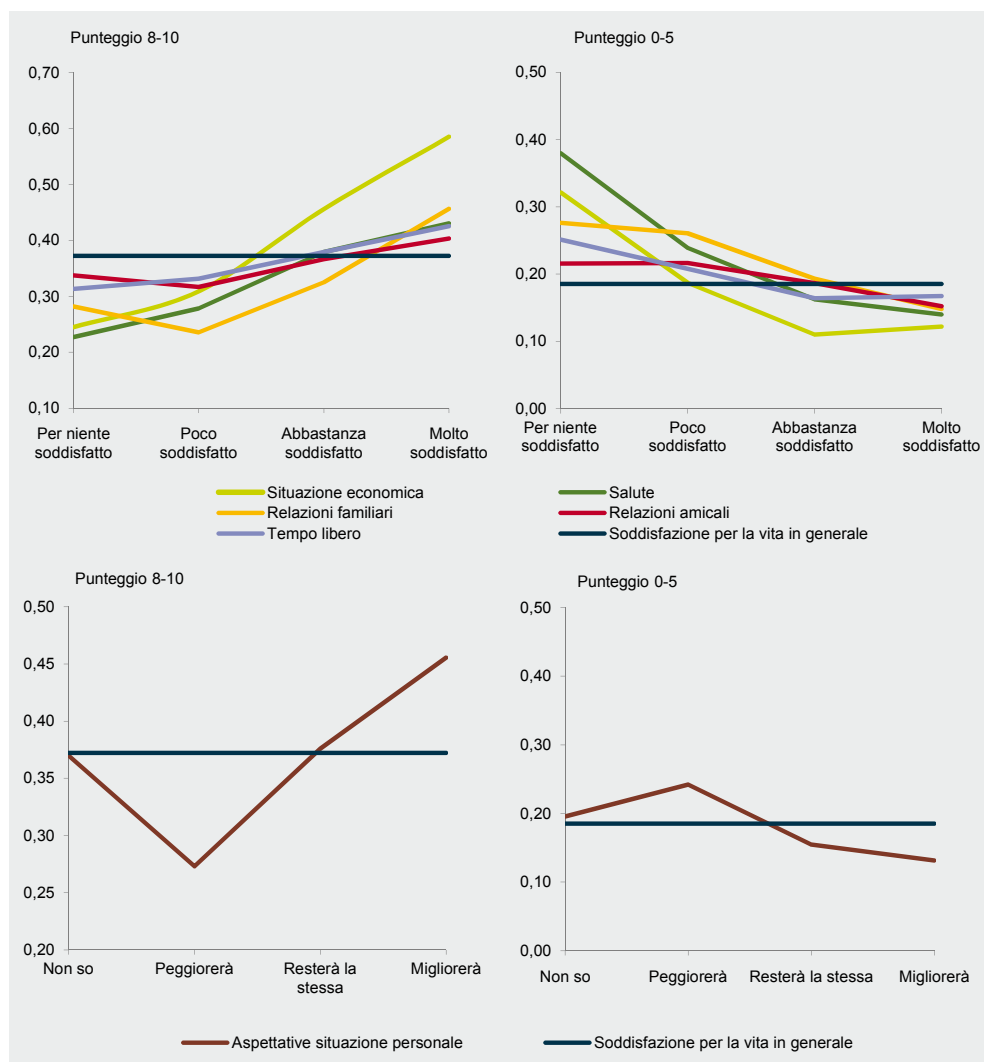 Punteggio 8-10
0,70
0,60
0,50
0,40
0,30
0,20
0,10
Per niente
soddisfatto
Poco
soddisfatto
Abbastanza
soddisfatto
Molto
soddisfatto
Punteggio 0-5
0,50
0,40
0,30
0,20
0,10
0,00
Per niente
soddisfatto
Poco
soddisfatto
Abbastanza
soddisfatto
Molto
soddisfatto
Situazione economica
Salute
Relazioni familiari
Relazioni amicali
Tempo libero
Soddisfazione per la vita in generale
Punteggio 8-10
0,50
0,45
0,40
0,35
0,30
0,25
0,20
Non so
Peggiorerà
Resterà la
stessa
Migliorerà
Punteggio 0-5
0,50
0,40
0,30
0,20
0,10
0,00
Non so
Peggiorerà
Resterà la stessa
Migliorerà
Aspettative situazione personale
Soddisfazione per la vita in generale